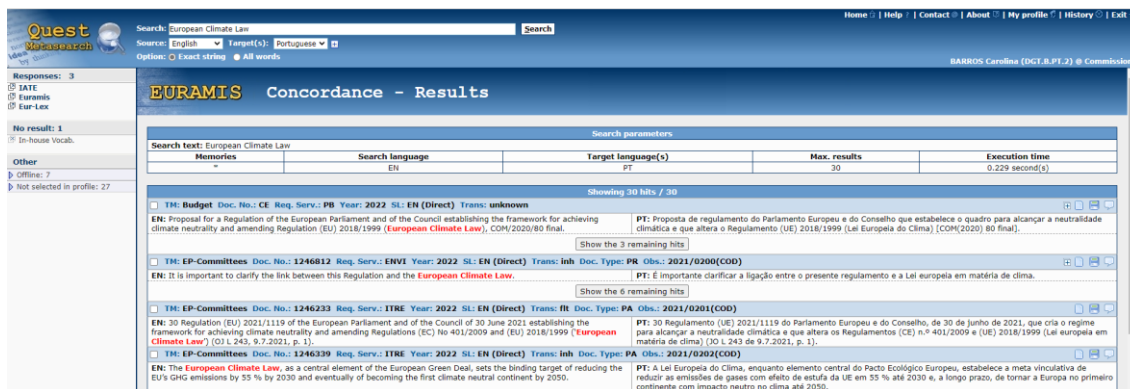 Home | Help | Contact | About | My profile | History | Exit
Quest
Metasearch
Search: European Climate Law Search
Source: English Target(s): Portuguese
Option: Exact string All words
BARROS Carolina (DGT.B.PT.2) @ Commission
Responses: 3
IATE
Euramis
Eur-Lex
No result: 1
In-house Vocab.
Other
Offline: 7
Not selected in profile: 27
EURAMIS Concordance - Results
Search parameters
Search text: European Climate Law
Memories Search language Target language(s) Max. results Execution time
* EN PT 30 0.229 second(s)
Showing 30 hits / 30
TM: Budget Doc. No.: CE Req. Serv.: PB Year: 2022 SL: EN (Direct) Trans: unknown
EN: Proposal for a Regulation of the European Parliament and of the Council establishing the framework for achieving
climate neutrality and amending Regulation (EU) 2018/1999 (European Climate Law), COM/2020/80 final.
PT: Proposta de regulamento do Parlamento Europeu e do Conselho que estabelece o quadro para alcançar a neutralidade
climática e que altera o Regulamento (UE) 2018/1999 (Lei Europeia do Clima) [COM(2020) 80 final].
Show the 3 remaining hits
TM: EP-Committees Doc. No.: 1246812 Req. Serv.: ENVI Year: 2022 SL: EN (Direct) Trans: inh Doc. Type: PR Obs.: 2021/0200(COD)
EN: It is important to clarify the link between this Regulation and the European Climate Law.
PT: É importante clarificar a ligação entre o presente regulamento e a Lei europeia em matéria de clima.
Show the 6 remaining hits
TM: EP-Committees Doc. No.: 1246233 Req. Serv.: ITRE Year: 2022 SL: EN (Direct) Trans: flt Doc. Type: PA Obs.: 2021/0201(COD)
EN: 30 Regulation (EU) 2021/1119 of the European Parliament and of the Council of 30 June 2021 establishing the
framework for achieving climate neutrality and amending Regulations (EC) No 401/2009 and (EU) 2018/1999 ('European
Climate Law') (OJ L 243, 9.7.2021, p. 1).
PT: 30 Regulamento (UE) 2021/1119 do Parlamento Europeu e do Conselho, de 30 de junho de 2021, que cria o regime
para alcançar a neutralidade climática e que altera os Regulamentos (CE) n.º 401/2009 e (UE) 2018/1999 (Lei europeia em
matéria de clima) (JO L 243 de 9.7.2021, p. 1).
TM: EP-Committees Doc. No.: 1246339 Req. Serv.: ITRE Year: 2022 SL: EN (Direct) Trans: inh Doc. Type: PA Obs.: 2021/0202(COD)
EN: The European Climate Law, as a central element of the European Green Deal, sets the binding target of reducing the
EU's GHG emissions by 55 % by 2030 and eventually of becoming the first climate neutral continent by 2050.
PT: A Lei Europeia do Clima, enquanto elemento central do Pacto Ecológico Europeu, estabelece a meta vinculativa de
reduzir as emissões de gases com efeito de estufa da UE em 55 % até 2030 e, a longo prazo, de tornar a Europa no primeiro
continente com impacto neutro no clima até 2050.